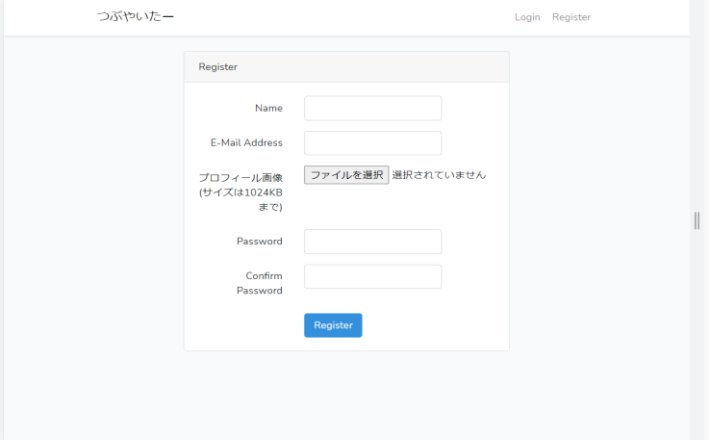 つぶやいたー
Login Register
Register
Name
E-Mail Address
プロフィール画像
(サイズは1024KB
まで)
ファイルを選択 選択されていません
Password
Confirm
Password
Register